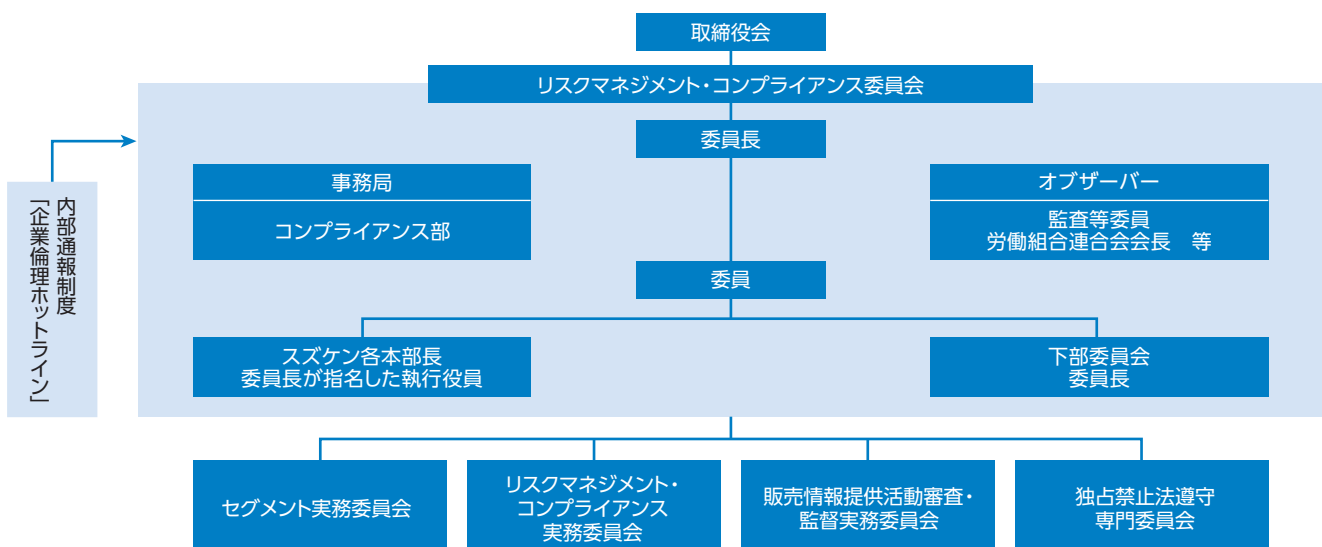 取締役会
リスクマネジメント・コンプライアンス委員会
委員長
事務局
コンプライアンス部
オブザーバー
監査等委員
労働組合連合会会長　等
委員
スズケン各本部長
委員長が指名した執行役員
下部委員会
委員長
内部通報制度
「企業倫理ホットライン」
セグメント実務委員会
リスクマネジメント・
コンプライアンス
実務委員会
販売情報提供活動審査・
監督実務委員会
独占禁止法遵守
専門委員会